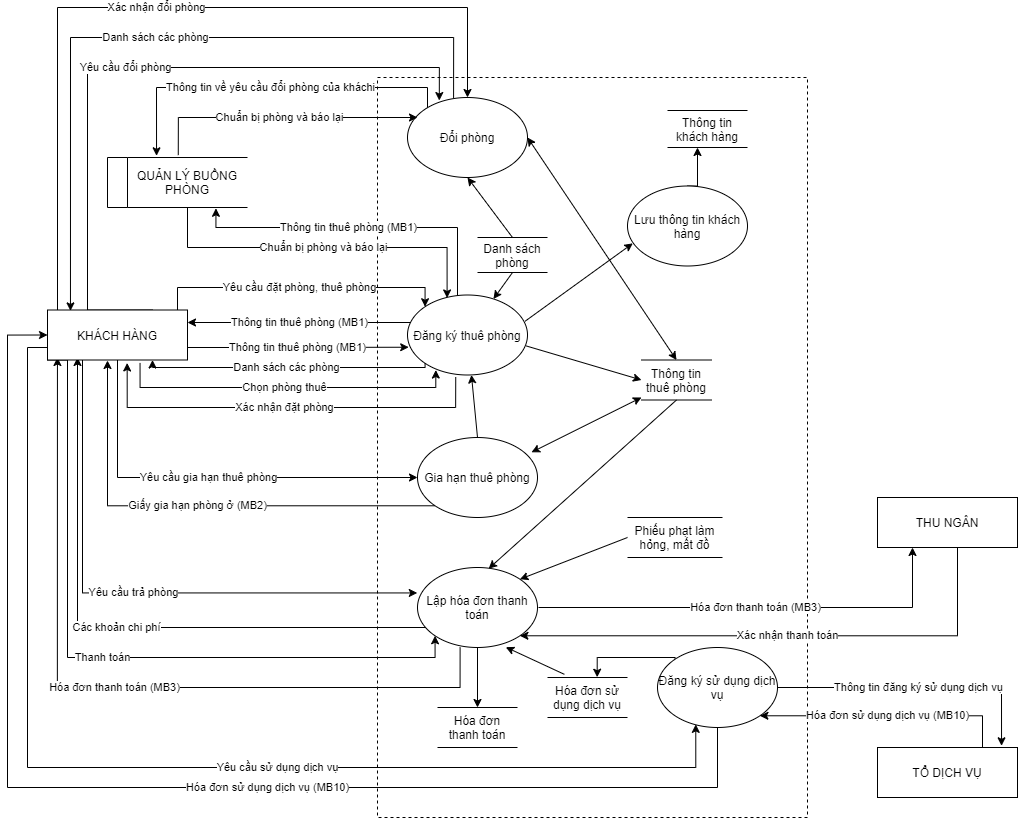 Xác nhận đổi phòng
Danh sách các phòng
Yêu cầu đổi phòng
Thông tin về yêu cầu đổi phòng của kháchi
Chuẩn bị phòng và báo lại
Đổi phòng
Thông tin
khách hàng
QUẢN LÝ BUỒNG
PHÒNG
Lưu thông tin khách
hàng
Thông tin thuê phòng (MB1)
Chuẩn bị phòng và bảo lại
Danh sách
phòng
Yêu cầu đặt phòng, thuê phòng
KHÁCH HÀNG
Thông tin thuê phòng (MB1)
Đăng ký thuê phòng
Thông tin thuê phòng (MB1)
Danh sách các phòng
Chọn phòng thuê
Xác nhận đặt phòng
Thông tin
thuê phòng
Yêu cầu gia hạn thuê phòng
Gia hạn thuê phòng
Giấy gia hạn phòng ở (MB2)
THU NGÂN
Phiếu phạt làm
hỏng, mất đồ
Yêu cầu trả phòng
Lập hóa đơn thanh
toán
Hóa đơn thanh toán (MB3)
Các khoản chi phí
Xác nhận thanh toán
Thanh toán
Hóa đơn thanh toán (MB3)
Hóa đơn sử
dụng dịch vụ
Đăng ký sử dụng dịch
vụ
Thông tin đăng ký sử dụng dịch vụ
Hóa đơn sử dụng dịch vụ (MB10)
Hóa đơn
thanh toán
Yêu cầu sử dụng dịch vụ
TỔ DỊCH VỤ
Hóa đơn sử dụng dịch vụ (MB10)